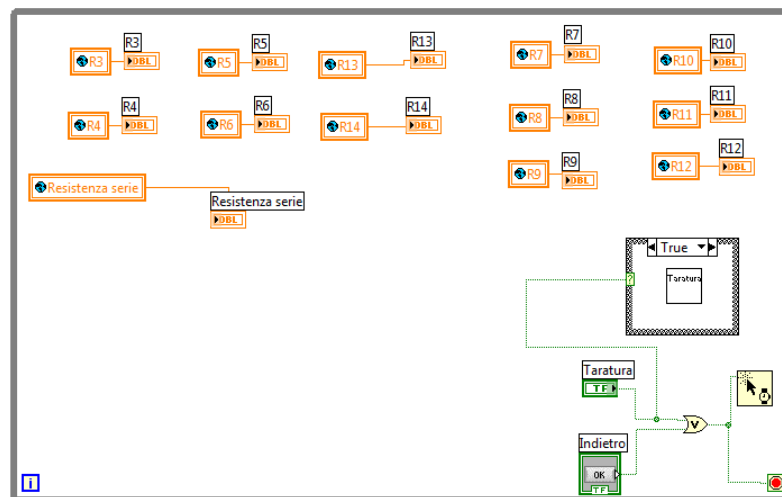 R3 R5 R13 R7 R10
R3 DBL R5 DBL R13 DBL R7 DBL R10 DBL
R4 R6 R14 R8 R11
R4 DBL R6 DBL R14 DBL R8 DBL R11 DBL
R9 R12
R9 DBL R12 DBL
Resistenza serie
Resistenza serie
DBL
True
?
Taratura
Taratura
TF
V
Indietro
OK
TF
i